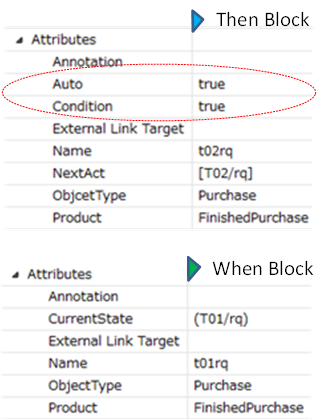 Then Block
Attributes
Annotation
Auto true
Condition true
External Link Target
Name t02rq
NextAct [T02/rq]
ObjcetType Purchase
Product FinishedPurchase
When Block
Attributes
Annotation
CurrentState (T01/rq)
External Link Target
Name t01rq
ObjectType Purchase
Product FinishedPurchase